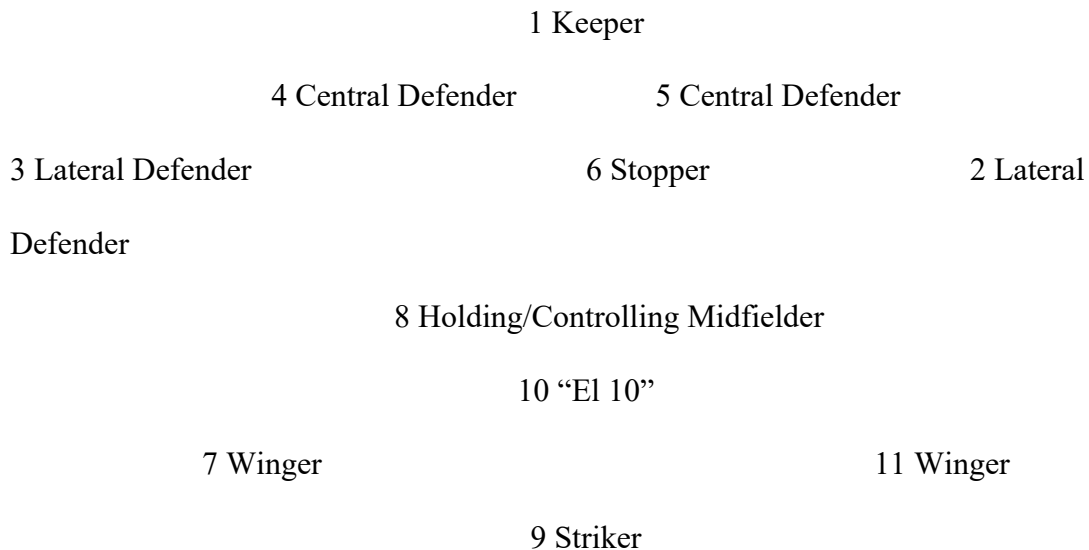 1 Keeper
4 Central Defender 5 Central Defender
3 Lateral Defender 6 Stopper 2 Lateral
Defender
8 Holding/Controlling Midfielder
10 “El 10”
7 Winger 11 Winger
9 Striker